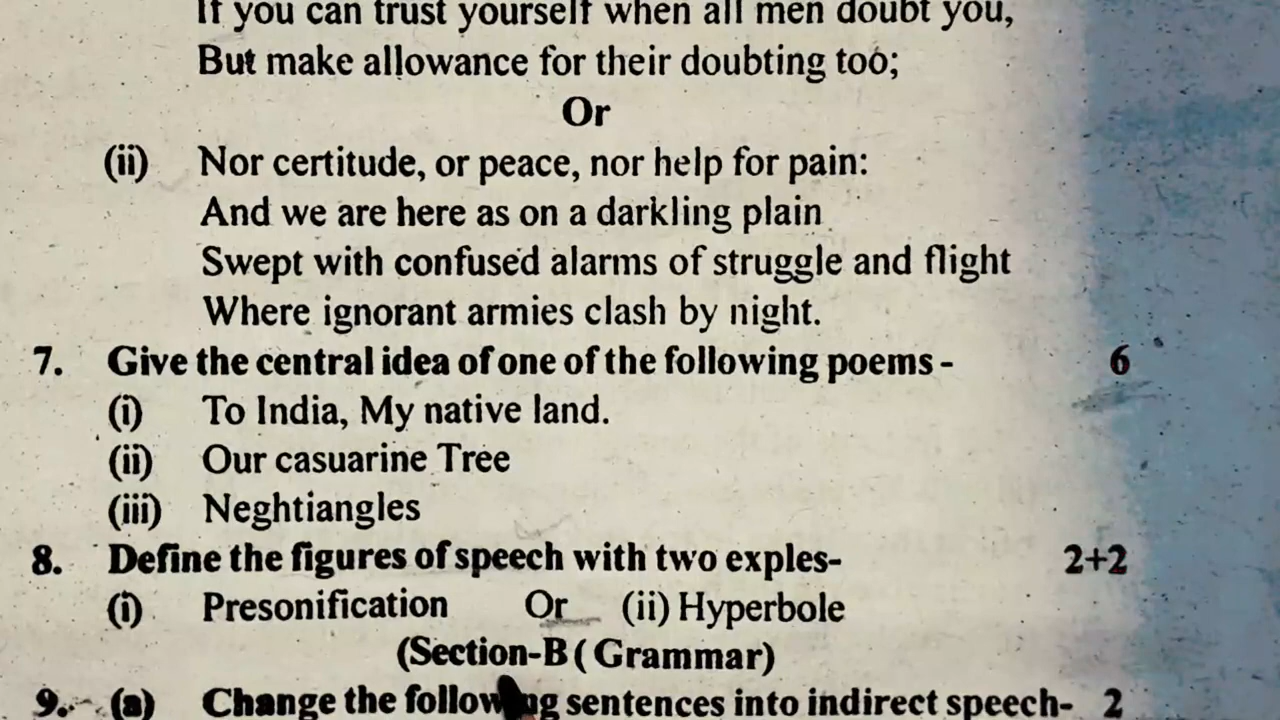 If you can trust yourself when all men doubt you,
But make allowance for their doubting too;
Or
(ii) Nor certitude, or peace, nor help for pain:
And we are here as on a darkling plain
Swept with confused alarms of struggle and flight
Where ignorant armies clash by night.
7. Give the central idea of one of the following poems - 6
(i) To India, My native land.
(ii) Our casuarine Tree
(iii) Neghtiangles
8. Define the figures of speech with two exples- 2+2
(i) Presonification Or (ii) Hyperbole
(Section-B ( Grammar)
9. (a) Change the following sentences into indirect speech- 2